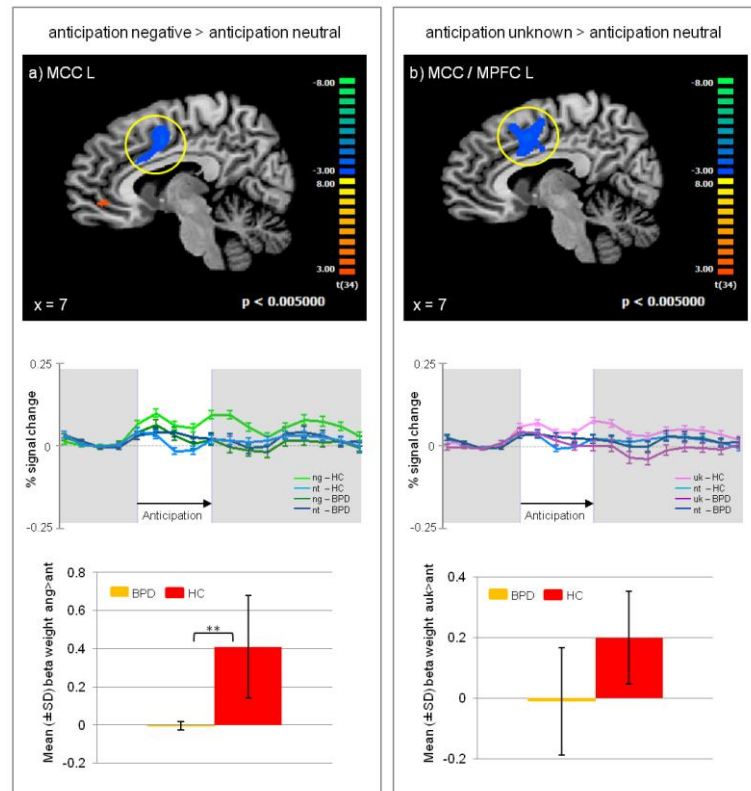 anticipation negative > anticipation neutral
a) MCC L
-8.00
-3.00
8.00
3.00
t(34)
x = 7
p < 0.005000
0.25
0
-0.25
% signal change
Anticipation
ng – HC
nt – HC
ng – BPD
nt – BPD
0.8
0.6
0.4
0.2
0
-0.2
Mean (±SD) beta weight ang>ant
BPD
HC
**
anticipation unknown > anticipation neutral
b) MCC / MPFC L
-8.00
-3.00
8.00
3.00
t(34)
x = 7
p < 0.005000
0.25
0
-0.25
% signal change
Anticipation
uk – HC
nt – HC
uk – BPD
nt – BPD
0.4
0.2
0
-0.2
Mean (±SD) beta weight auk>ant
BPD
HC